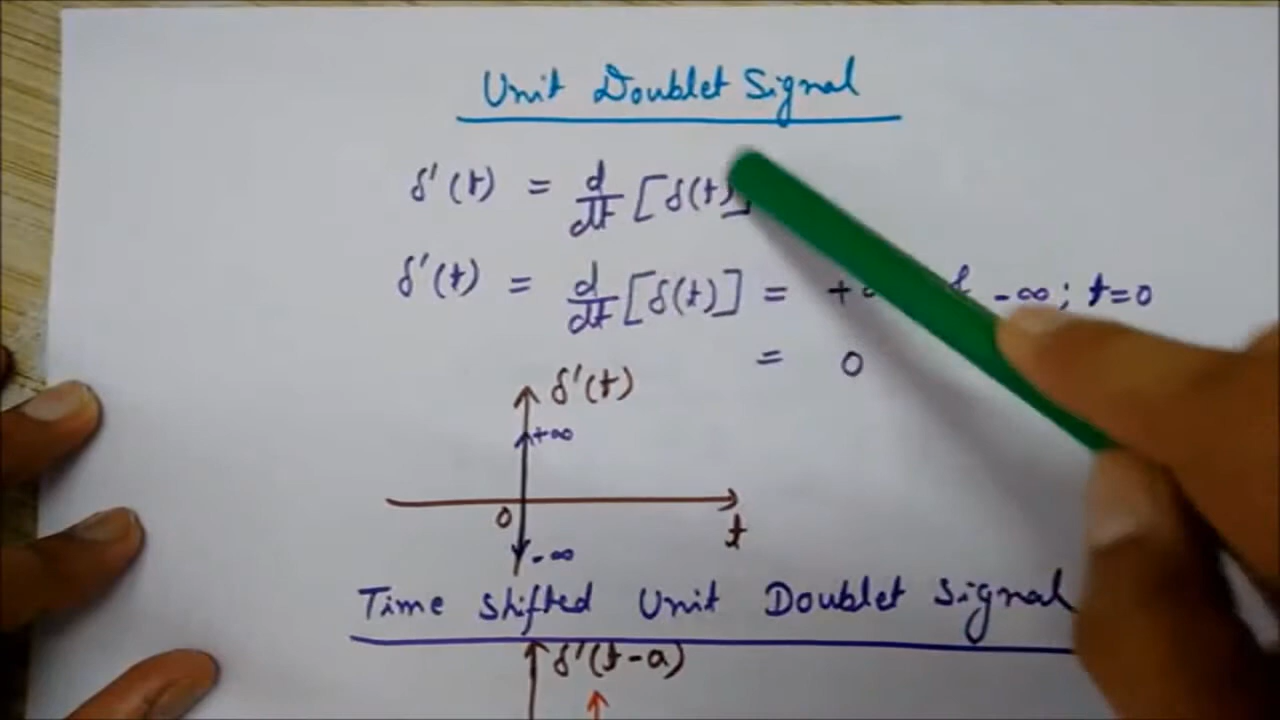 Unit Doublet Signal
δ'(t) = d/dt [δ(t)]
δ'(t) = d/dt [δ(t)] = + & -∞; t=0
= 0
δ'(t)
+∞
0
t
-∞
Time Shifted Unit Doublet Signal
δ'(t-a)